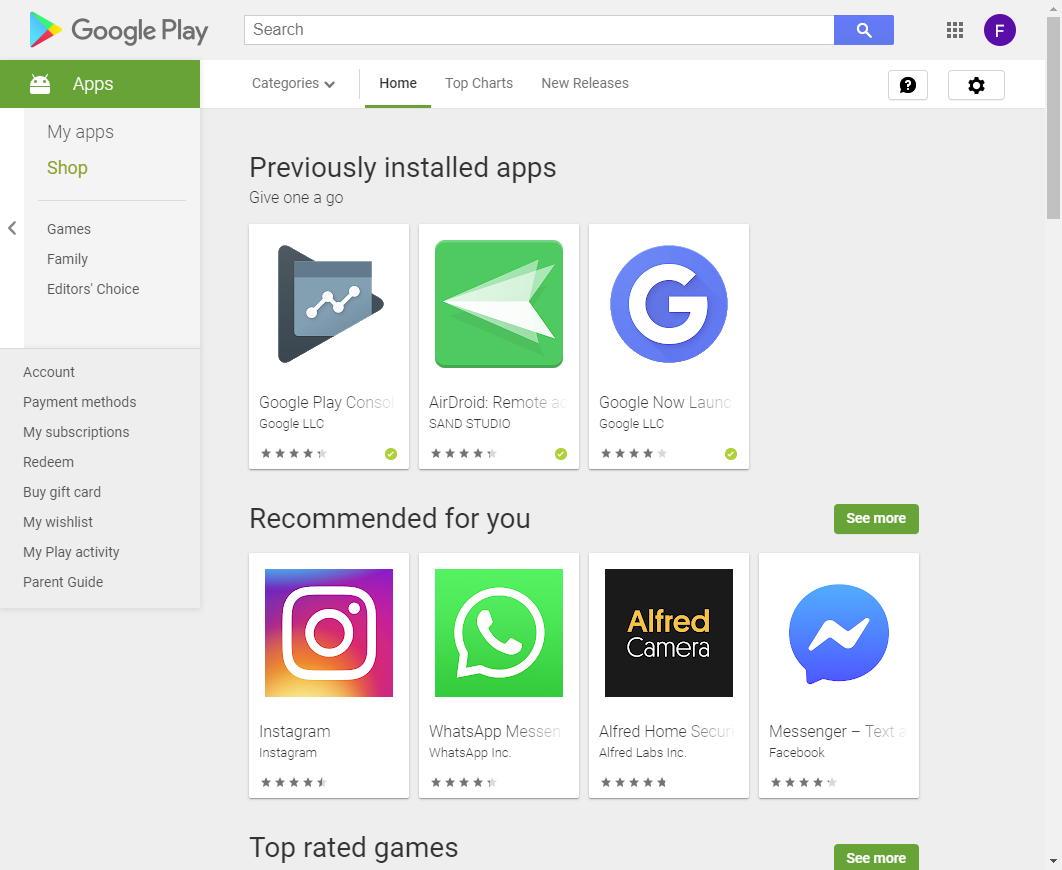 Google Play
Search
F
Apps
Categories
Home
Top Charts
New Releases
My apps
Shop
Games
Family
Editors' Choice
Account
Payment methods
My subscriptions
Redeem
Buy gift card
My wishlist
My Play activity
Parent Guide
Previously installed apps
Give one a go
Google Play Consol
Google LLC
AirDroid: Remote ac
SAND STUDIO
G
Google Now Launc
Google LLC
Recommended for you
See more
Instagram
Instagram
WhatsApp Messen
WhatsApp Inc.
Alfred
Camera
Alfred Home Securi
Alfred Labs Inc.
Messenger – Text a
Facebook
Top rated games
See more